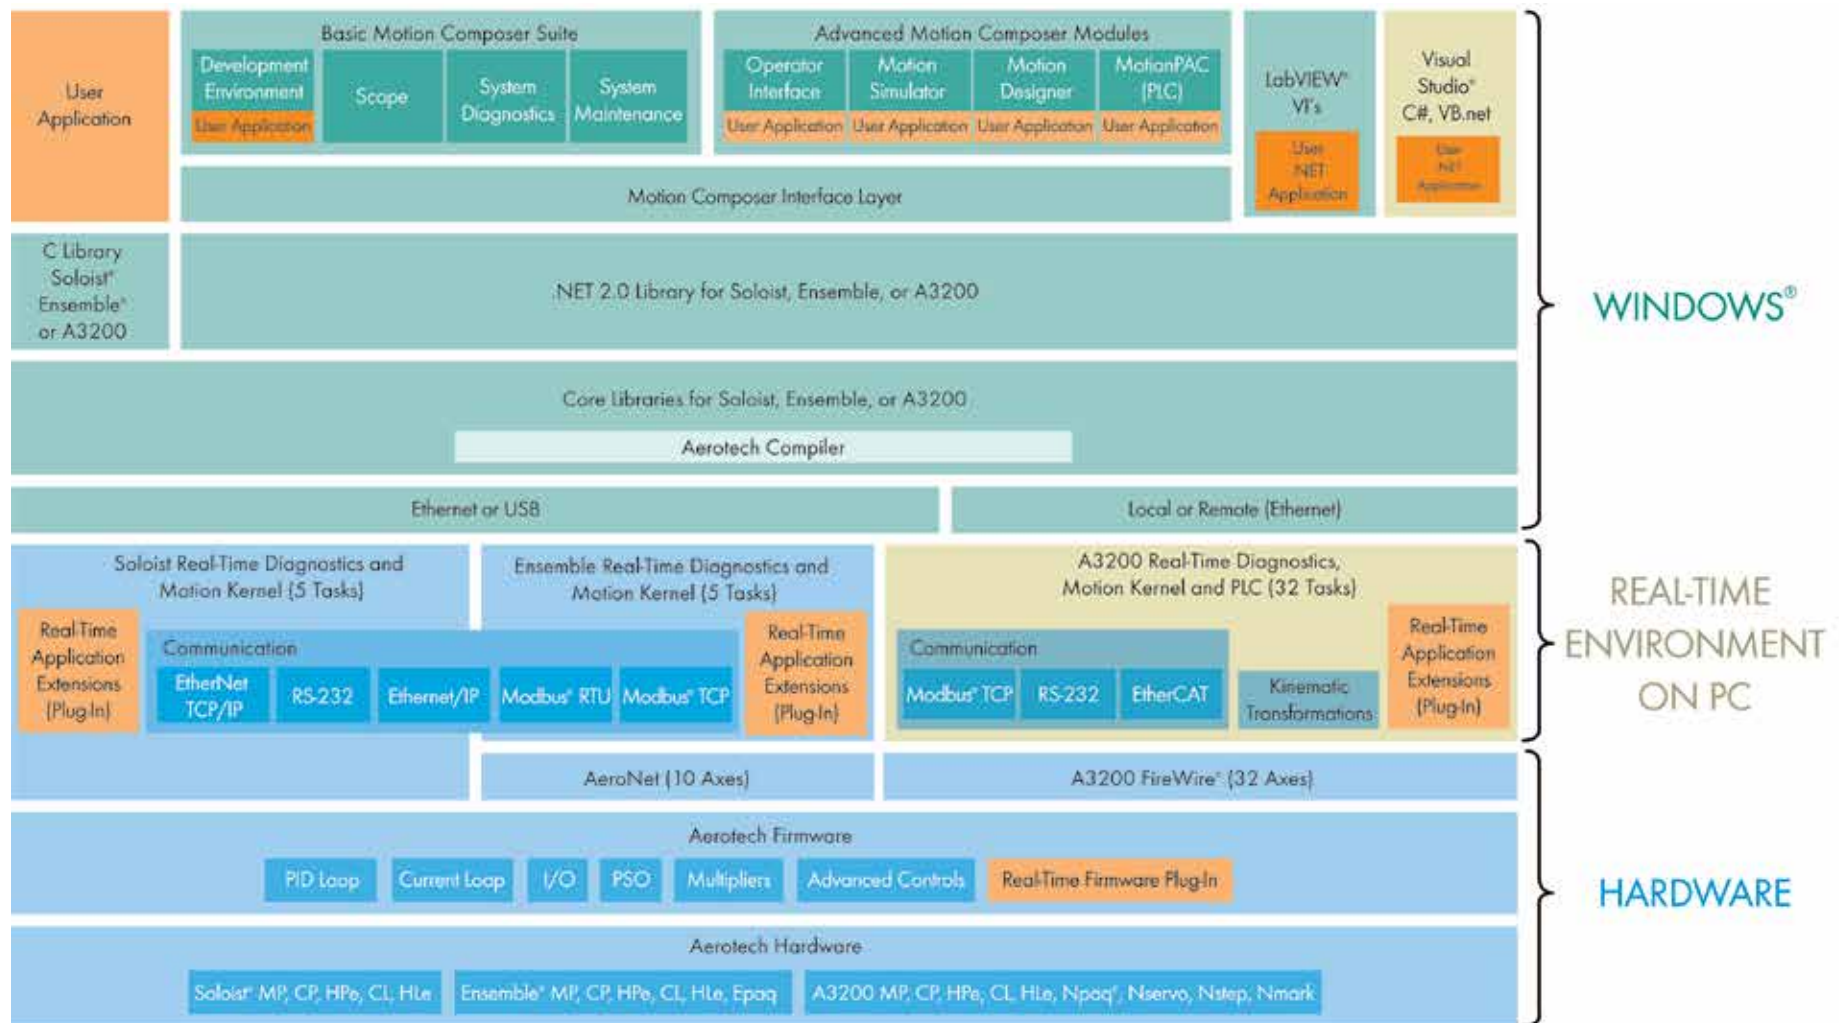 User
Application
Basic Motion Composer Suite
Development
Environment
User Application
Scope
System
Diagnostics
System
Maintenance
Advanced Motion Composer Modules
Operator
Interface
User Application
Motion
Simulator
User Application
Motion
Designer
User Application
MotionPAC
(PLC)
User Application
Motion Composer Interface Layer
LabVIEW®
VI's
User
.NET
Application
Visual
Studio®
C#, VB.net
User
.NET
Application
C Library
Soloist®
Ensemble®
or A3200
.NET 2.0 Library for Soloist, Ensemble, or A3200
Core Libraries for Soloist, Ensemble, or A3200
Aerotech Compiler
Ethernet or USB
Local or Remote (Ethernet)
WINDOWS®
Soloist Real-Time Diagnostics and
Motion Kernel (5 Tasks)
Real-Time
Application
Extensions
(Plug-In)
Communication
EtherNet
TCP/IP
RS-232
Ethernet/IP
Modbus® RTU
Modbus® TCP
Ensemble Real-Time Diagnostics and
Motion Kernel (5 Tasks)
Real-Time
Application
Extensions
(Plug-In)
A3200 Real-Time Diagnostics,
Motion Kernel and PLC (32 Tasks)
Communication
Modbus® TCP
RS-232
EtherCAT
Kinematic
Transformations
Real-Time
Application
Extensions
(Plug-In)
REAL-TIME
ENVIRONMENT
ON PC
AeroNet (10 Axes)
A3200 FireWire® (32 Axes)
Aerotech Firmware
PID Loop
Current Loop
I/O
PSO
Multipliers
Advanced Controls
Real-Time Firmware Plug-In
HARDWARE
Aerotech Hardware
Soloist® MP, CP, HPe, CL, HLe
Ensemble® MP, CP, HPe, CL, HLe, Epaq
A3200 MP, CP, HPe, CL, HLe, Npaq®, Nservo, Nstep, Nmark